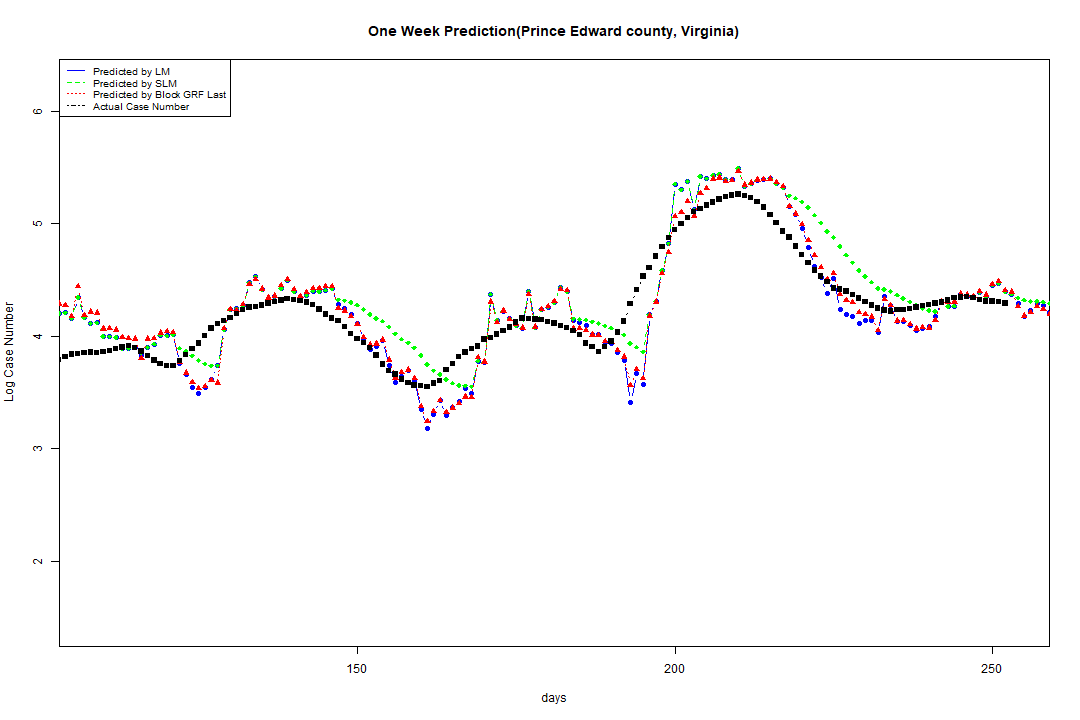 One Week Prediction(Prince Edward county, Virginia)
Predicted by LM
Predicted by SLM
Predicted by Block GRF Last
Actual Case Number
6
5
4
3
2
Log Case Number
150 200 250
days